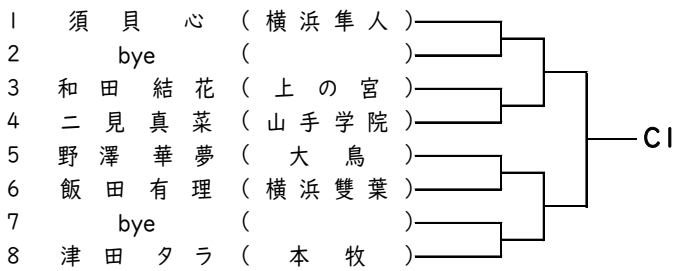 1 須貝 心 (横浜隼人)
2 bye ( )
3 和田 結花 (上の宮)
4 二見真菜 (山手学院)
5 野澤 華夢 (大鳥)
6 飯田有理 (横浜雙葉)
7 bye ( )
8 津田タラ (本牧)
C1